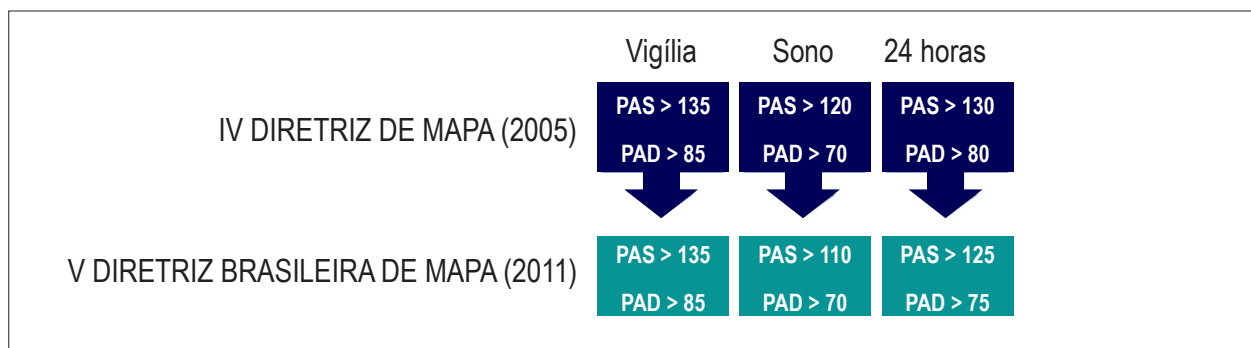 Vigília Sono 24 horas
IV DIRETRIZ DE MAPA (2005)
PAS > 135 PAS > 120 PAS > 130
PAD > 85 PAD > 70 PAD > 80
V DIRETRIZ BRASILEIRA DE MAPA (2011)
PAS > 135 PAS > 110 PAS > 125
PAD > 85 PAD > 70 PAD > 75